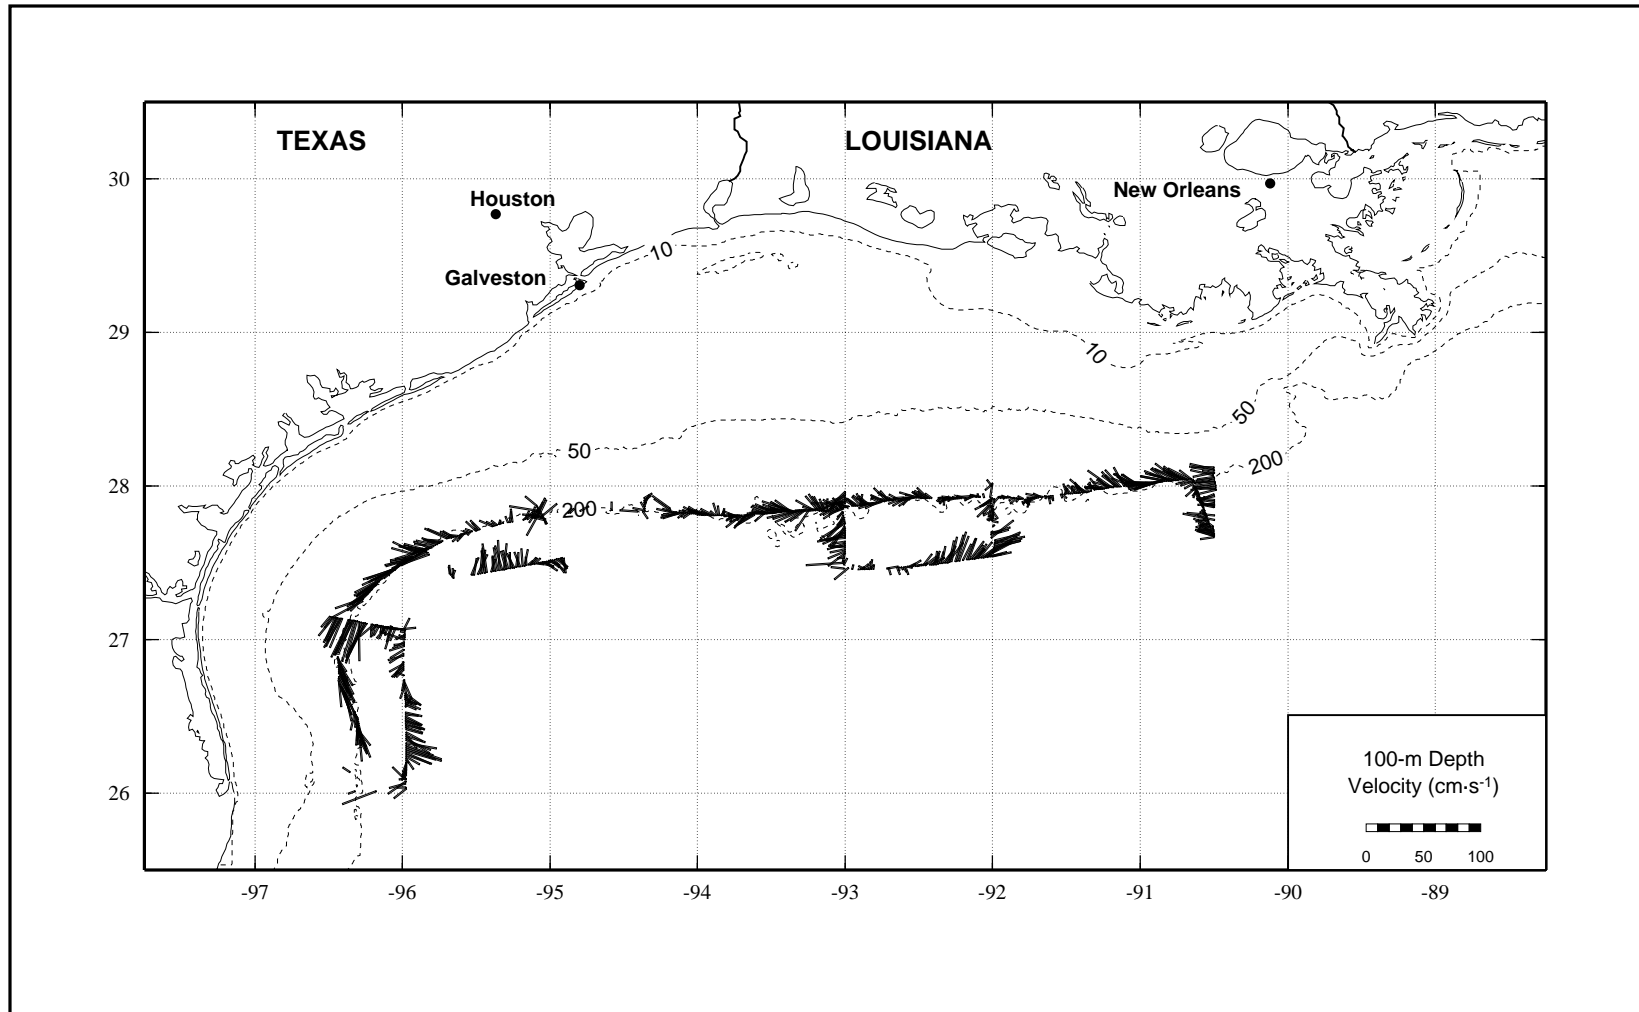 TEXAS
LOUISIANA
30
Houston
New Orleans
10
Galveston
29
10
50
50
200
28
200
27
100-m Depth
Velocity (cm·s-1)
26
0 50 100
-97 -96 -95 -94 -93 -92 -91 -90 -89